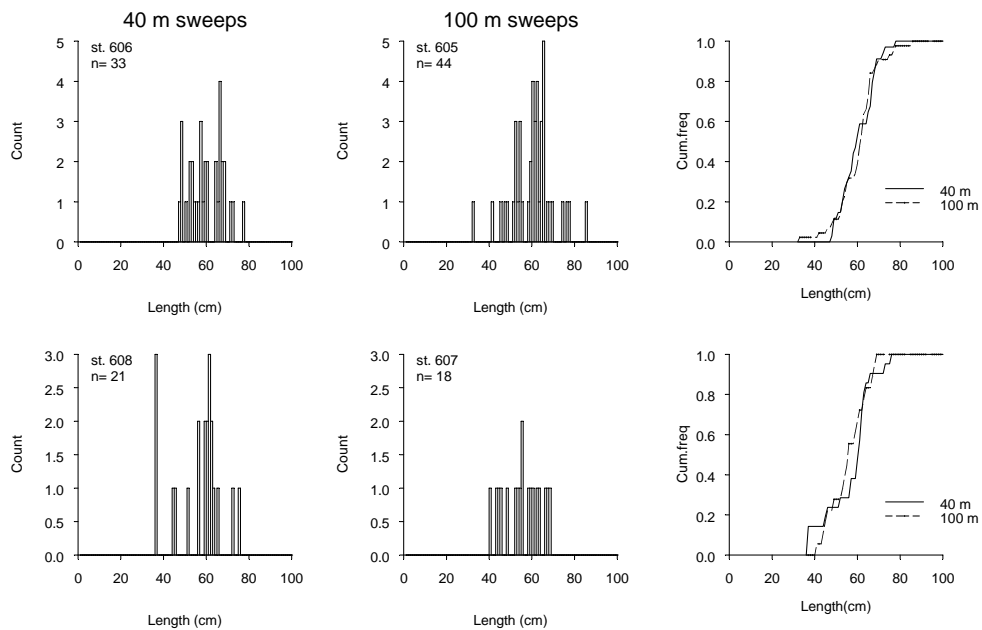 40 m sweeps
100 m sweeps
st. 606
n= 33
5
4
3
2
1
0
Count
0 20 40 60 80 100
Length (cm)
st. 605
n= 44
5
4
3
2
1
0
Count
0 20 40 60 80 100
Length (cm)
1.0
0.8
0.6
0.4
0.2
0.0
Cum.freq
40 m
100 m
0 20 40 60 80 100
Length(cm)
st. 608
n= 21
3.0
2.5
2.0
1.5
1.0
0.5
0.0
Count
0 20 40 60 80 100
Length (cm)
st. 607
n= 18
3.0
2.5
2.0
1.5
1.0
0.5
0.0
Count
0 20 40 60 80 100
Length (cm)
1.0
0.8
0.6
0.4
0.2
0.0
Cum.freq
40 m
100 m
0 20 40 60 80 100
Length(cm)